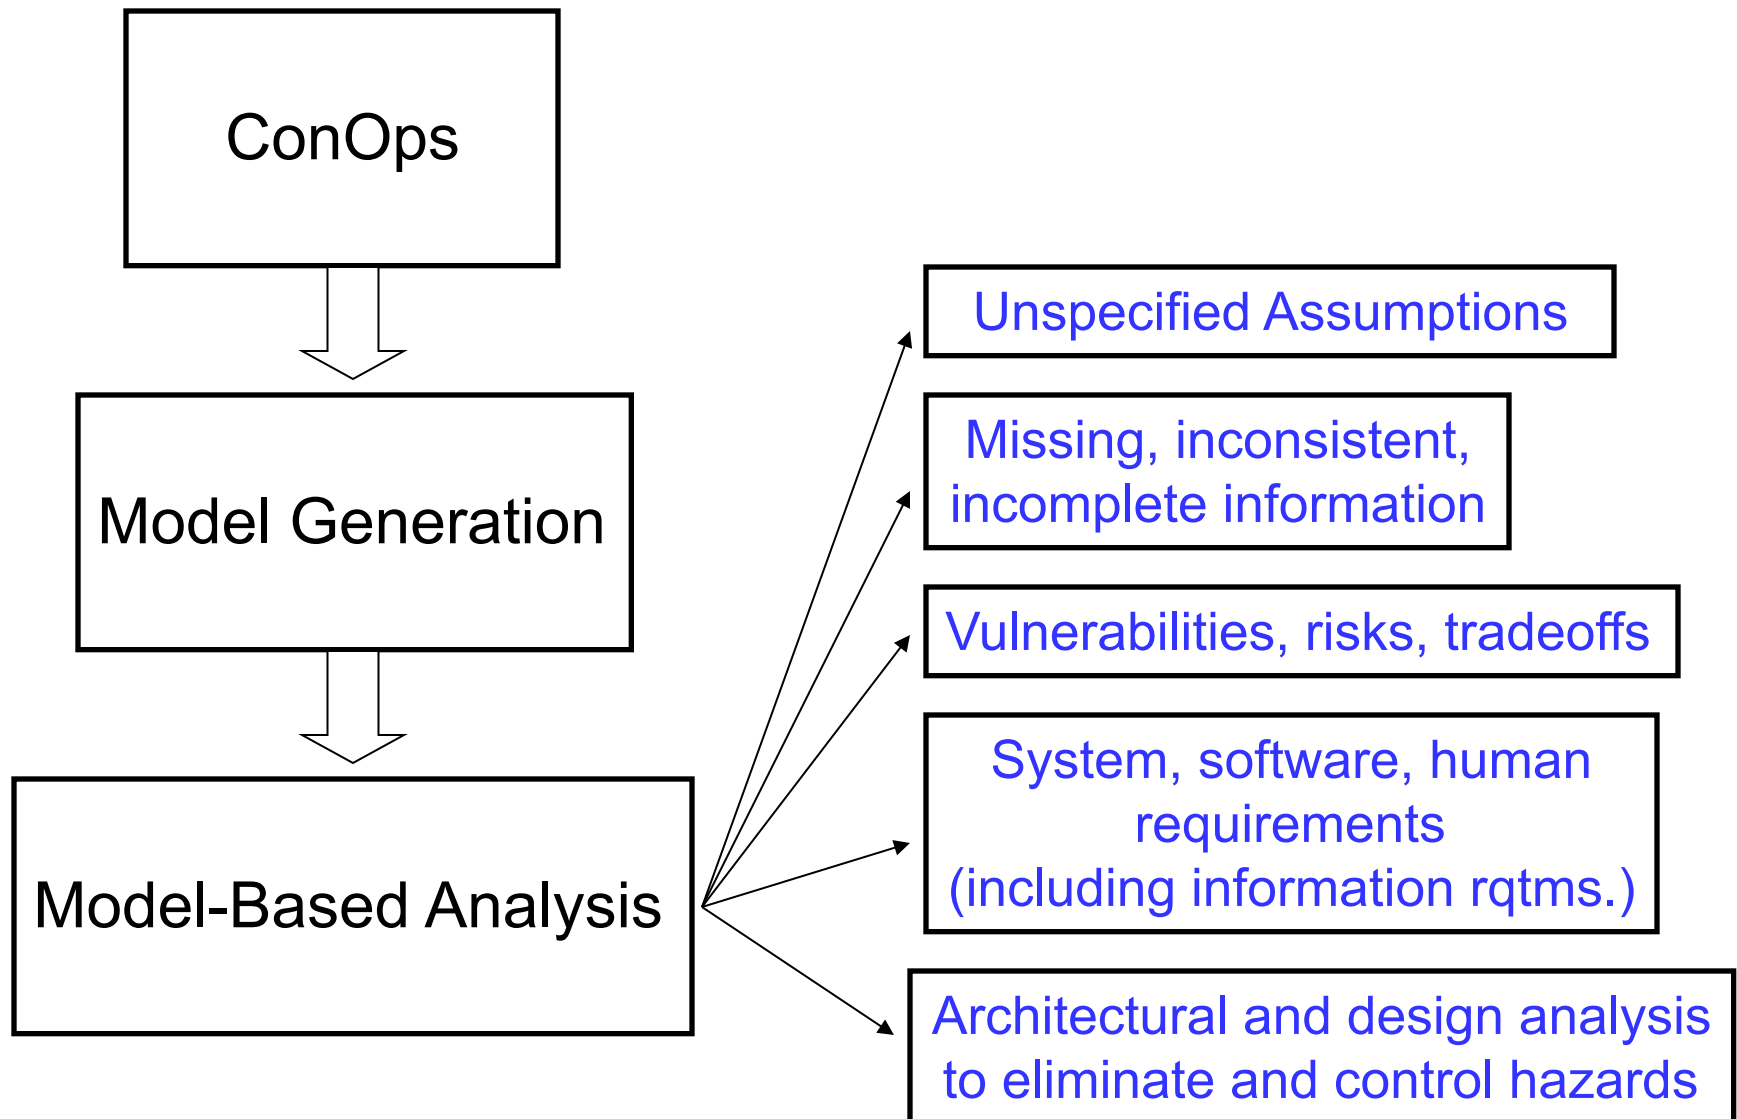 ConOps
Model Generation
Model-Based Analysis
Unspecified Assumptions
Missing, inconsistent,
incomplete information
Vulnerabilities, risks, tradeoffs
System, software, human
requirements
(including information rqtms.)
Architectural and design analysis
to eliminate and control hazards